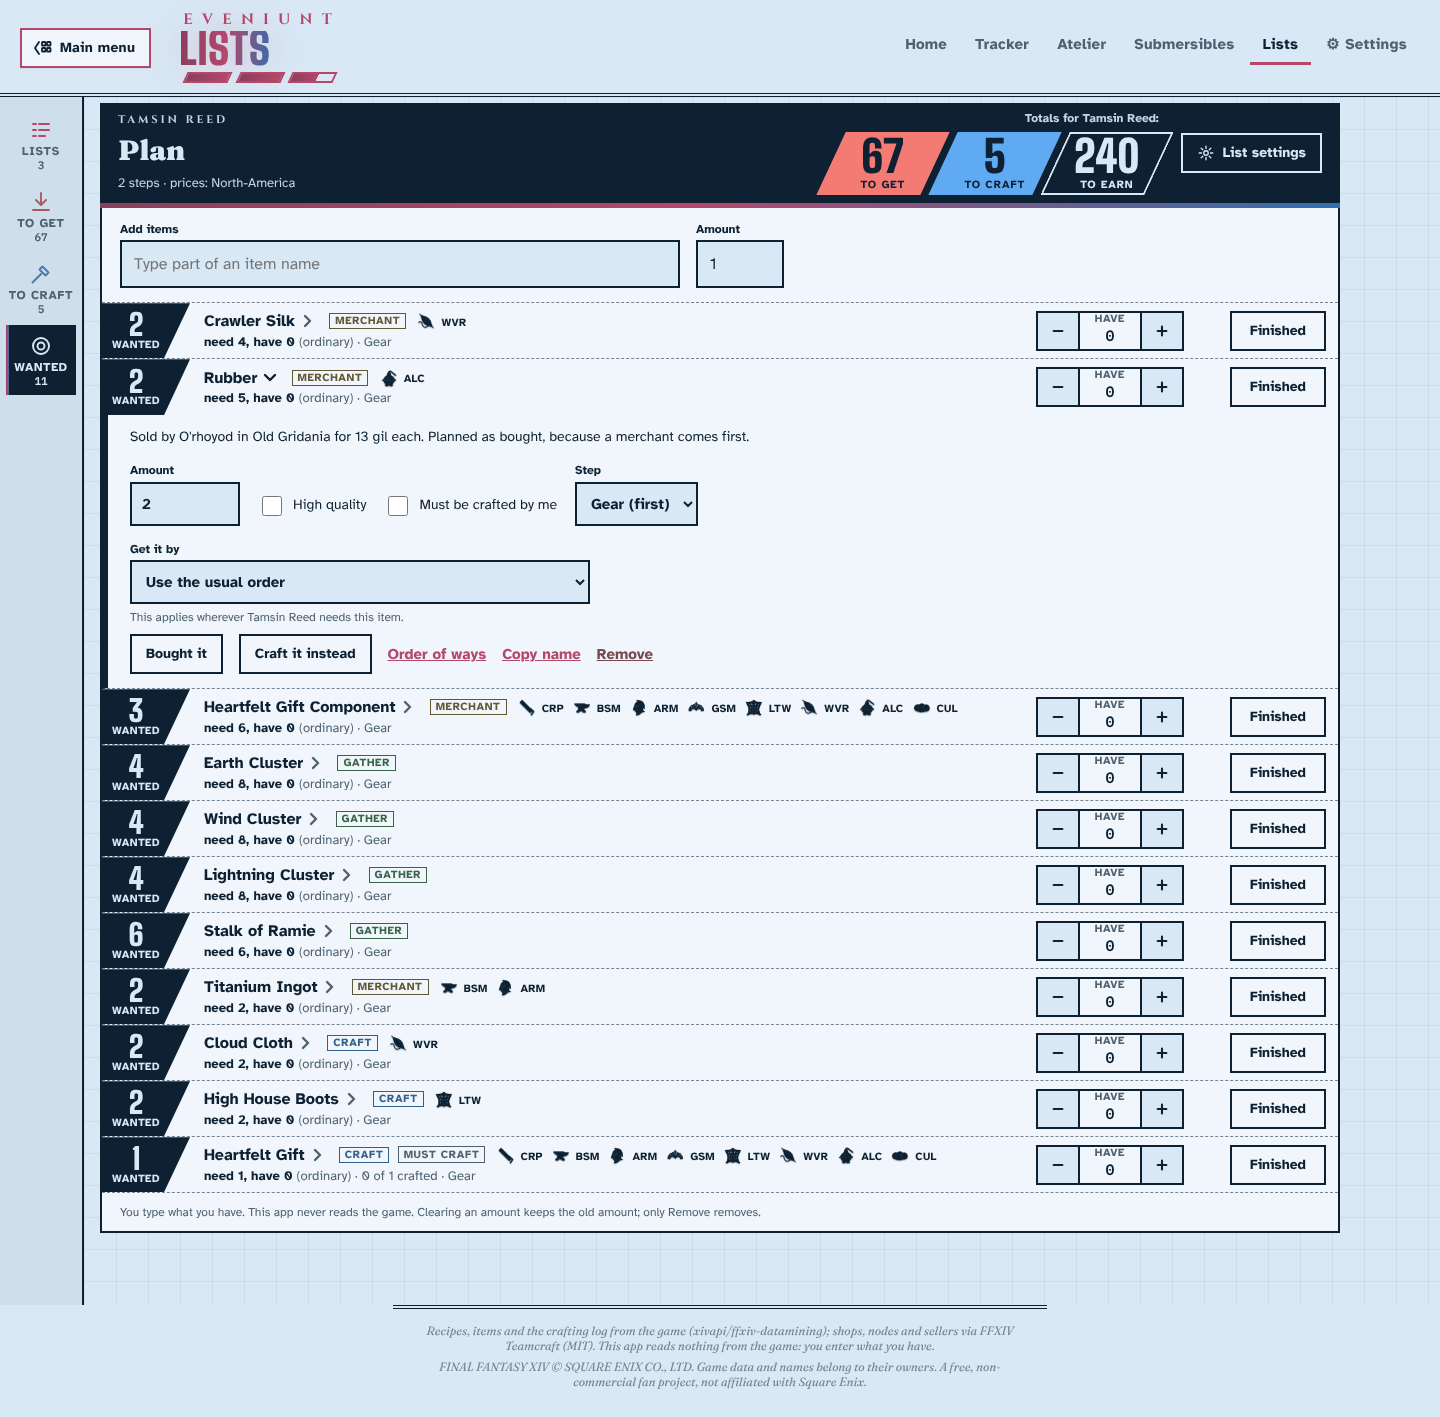 Main menu
EVENIUNT
LISTS
Home
Tracker
Atelier
Submersibles
Lists
Settings
LISTS
3
TO GET
67
TO CRAFT
5
WANTED
11
TAMSIN REED
Plan
2 steps · prices: North-America
Totals for Tamsin Reed:
67
TO GET
5
TO CRAFT
240
TO EARN
List settings
Add items
Type part of an item name
Amount
1
2
WANTED
Crawler Silk
MERCHANT
WVR
need 4, have 0 (ordinary) · Gear
−
HAVE
0
+
Finished
2
WANTED
Rubber
MERCHANT
ALC
need 5, have 0 (ordinary) · Gear
−
HAVE
0
+
Finished
Sold by O'rhoyod in Old Gridania for 13 gil each. Planned as bought, because a merchant comes first.
Amount
2
High quality
Must be crafted by me
Step
Gear (first)
Get it by
Use the usual order
This applies wherever Tamsin Reed needs this item.
Bought it
Craft it instead
Order of ways
Copy name
Remove
3
WANTED
Heartfelt Gift Component
MERCHANT
CRP
BSM
ARM
GSM
LTW
WVR
ALC
CUL
need 6, have 0 (ordinary) · Gear
−
HAVE
0
+
Finished
4
WANTED
Earth Cluster
GATHER
need 8, have 0 (ordinary) · Gear
−
HAVE
0
+
Finished
4
WANTED
Wind Cluster
GATHER
need 8, have 0 (ordinary) · Gear
−
HAVE
0
+
Finished
4
WANTED
Lightning Cluster
GATHER
need 8, have 0 (ordinary) · Gear
−
HAVE
0
+
Finished
6
WANTED
Stalk of Ramie
GATHER
need 6, have 0 (ordinary) · Gear
−
HAVE
0
+
Finished
2
WANTED
Titanium Ingot
MERCHANT
BSM
ARM
need 2, have 0 (ordinary) · Gear
−
HAVE
0
+
Finished
2
WANTED
Cloud Cloth
CRAFT
WVR
need 2, have 0 (ordinary) · Gear
−
HAVE
0
+
Finished
2
WANTED
High House Boots
CRAFT
LTW
need 2, have 0 (ordinary) · Gear
−
HAVE
0
+
Finished
1
WANTED
Heartfelt Gift
CRAFT
MUST CRAFT
CRP
BSM
ARM
GSM
LTW
WVR
ALC
CUL
need 1, have 0 (ordinary) · 0 of 1 crafted · Gear
−
HAVE
0
+
Finished
You type what you have. This app never reads the game. Clearing an amount keeps the old amount; only Remove removes.
Recipes, items and the crafting log from the game (xivapi/ffxiv-datamining); shops, nodes and sellers via FFXIV
Teamcraft (MIT). This app reads nothing from the game: you enter what you have.
FINAL FANTASY XIV © SQUARE ENIX CO., LTD. Game data and names belong to their owners. A free, non-
commercial fan project, not affiliated with Square Enix.